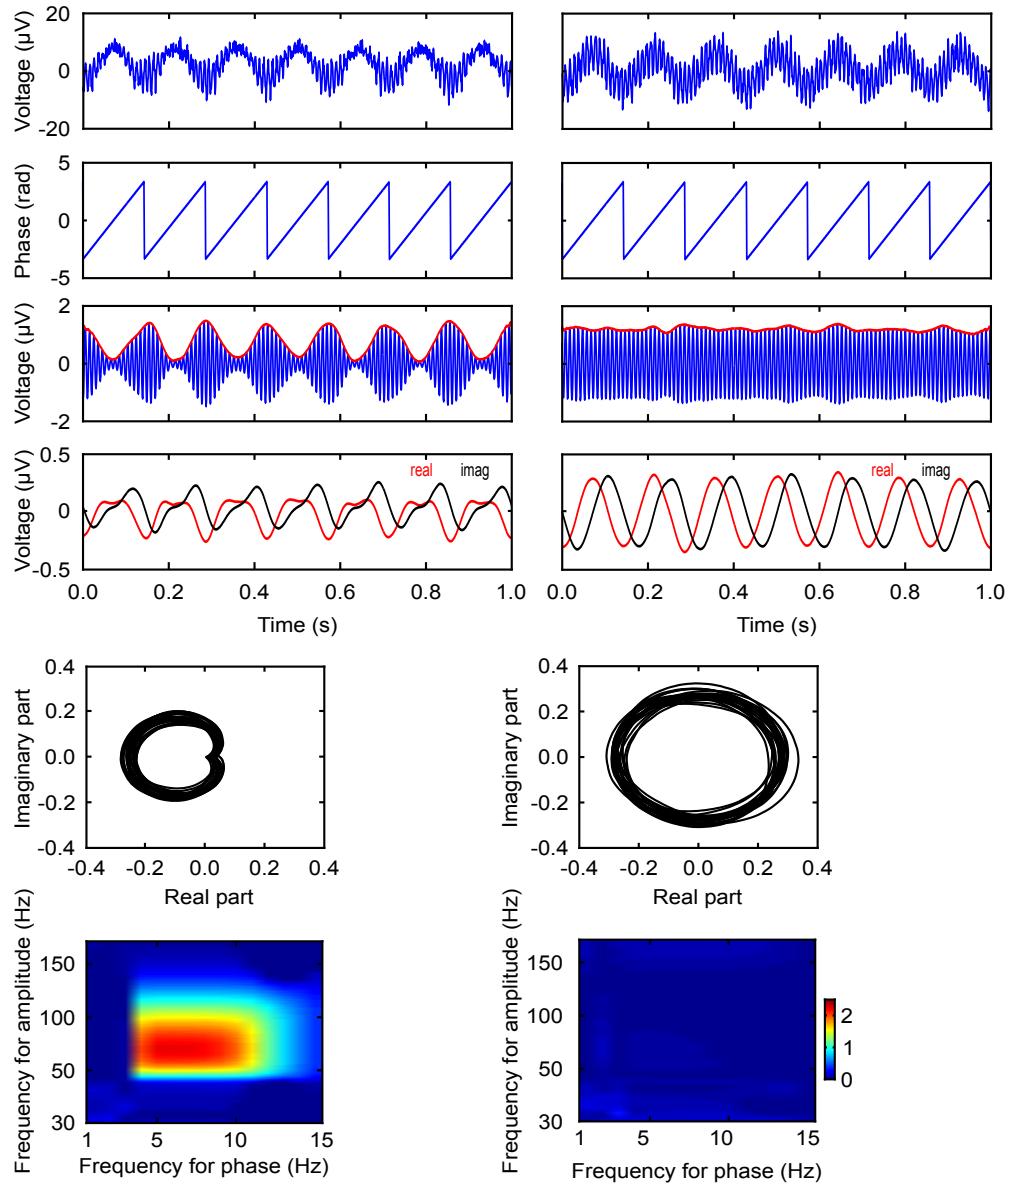 Voltage (µV)
20
0
-20
Phase (rad)
5
0
-5
Voltage (µV)
2
0
-2
Voltage (µV)
0.5
0
-0.5
real imag
real imag
0.0 0.2 0.4 0.6 0.8 1.0
0.0 0.2 0.4 0.6 0.8 1.0
Time (s)
Time (s)
Imaginary part
0.4
0.2
0.0
-0.2
-0.4
-0.4 -0.2 0.0 0.2 0.4
Real part
Imaginary part
0.4
0.2
0.0
-0.2
-0.4
-0.4 -0.2 0.0 0.2 0.4
Real part
Frequency for amplitude (Hz)
150
100
50
30
1 5 10 15
Frequency for phase (Hz)
Frequency for amplitude (Hz)
150
100
50
30
1 5 10 15
Frequency for phase (Hz)
2
1
0